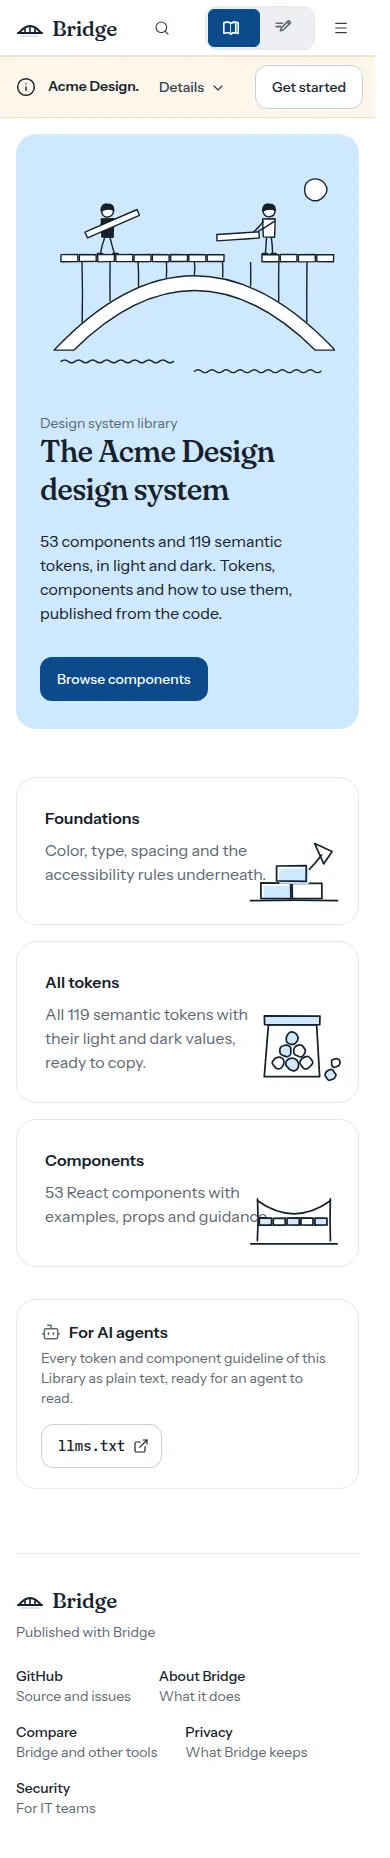 Bridge
Acme Design.
Details
Get started
Design system library
The Acme Design
design system
53 components and 119 semantic
tokens, in light and dark. Tokens,
components and how to use them,
published from the code.
Browse components
Foundations
Color, type, spacing and the
accessibility rules underneath.
All tokens
All 119 semantic tokens with
their light and dark values,
ready to copy.
Components
53 React components with
examples, props and guidance.
For AI agents
Every token and component guideline of this
Library as plain text, ready for an agent to
read.
llms.txt
Bridge
Published with Bridge
GitHub
Source and issues
About Bridge
What it does
Compare
Bridge and other tools
Privacy
What Bridge keeps
Security
For IT teams